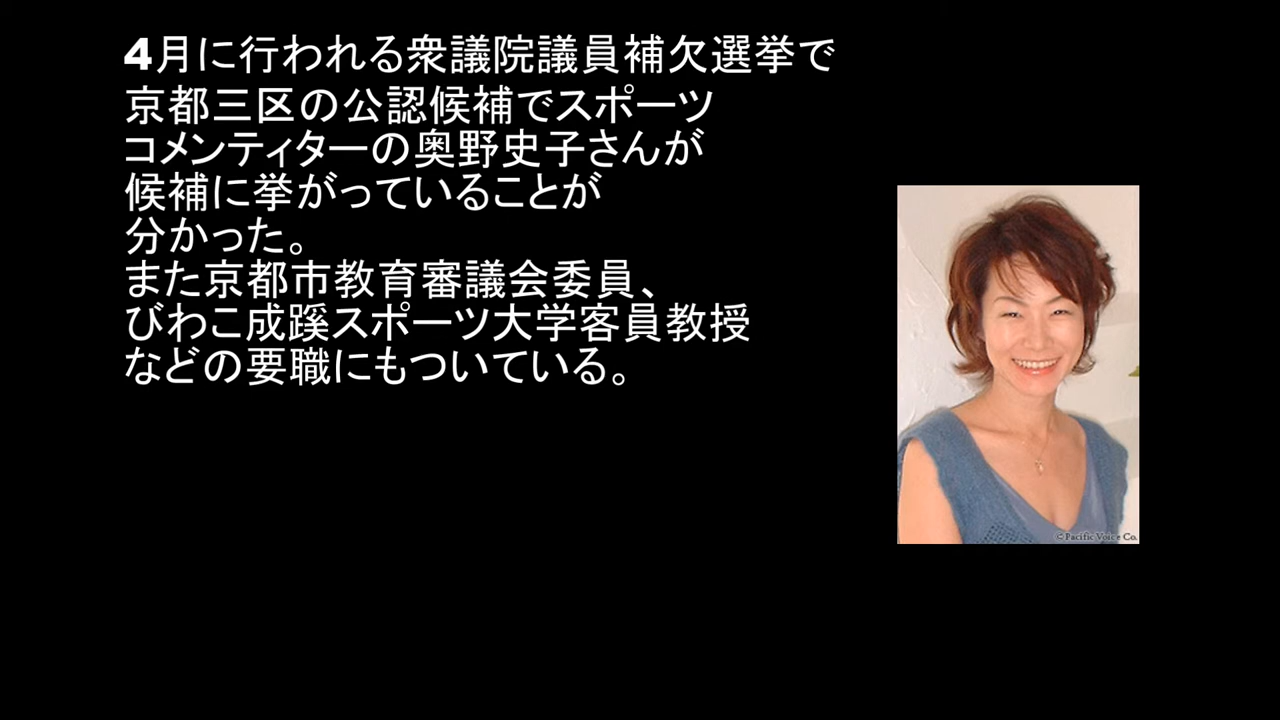 4月に行われる衆議院議員補欠選挙で
京都三区の公認候補でスポーツ
コメンティターの奥野史子さんが
候補に挙がっていることが
分かった。
また京都市教育審議会委員、
びわこ成蹊スポーツ大学客員教授
などの要職にもついている。
©Pacific Voice Co.